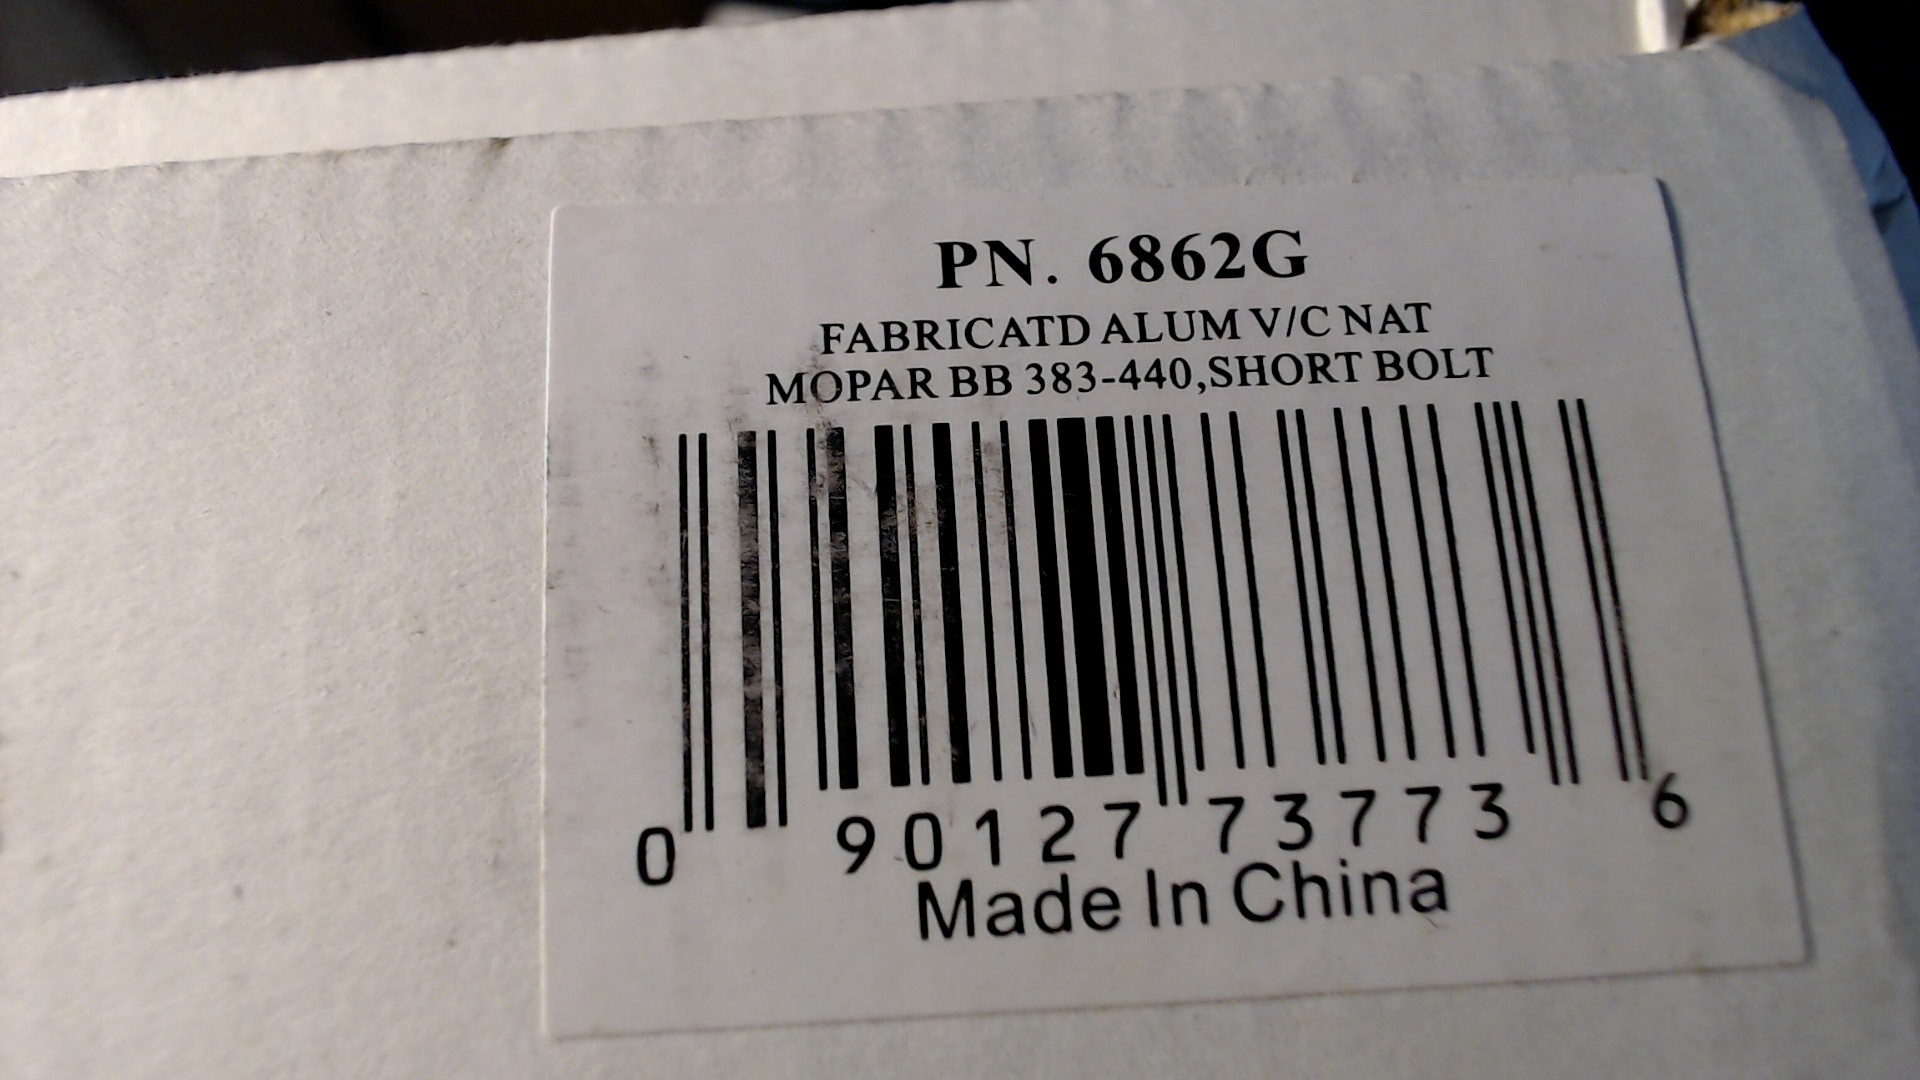 PN. 6862G
FABRICATD ALUM V/C NAT
MOPAR BB 383-440,SHORT BOLT
0 90127 73773 6
Made In China